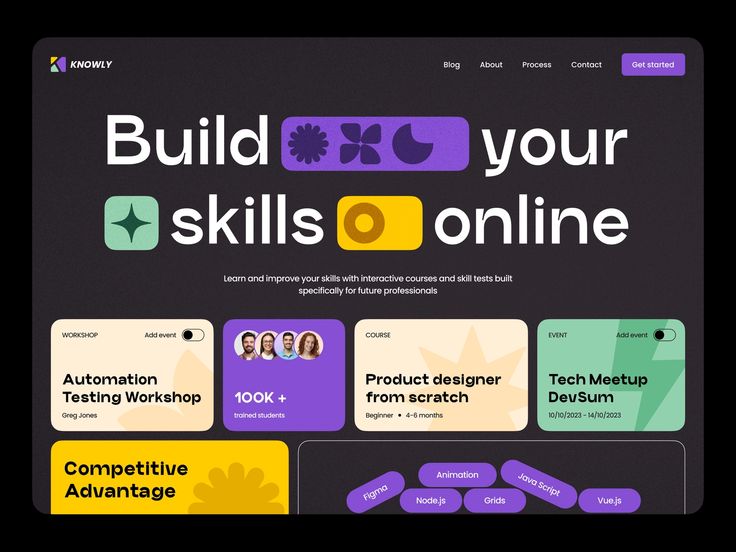 KNOWLY
Blog
About
Process
Contact
Get started
Build your
skills online
Learn and improve your skills with interactive courses and skill tests built
specifically for future professionals
WORKSHOP
Add event
Automation
Testing Workshop
Greg Jones
100K +
trained students
COURSE
Product designer
from scratch
Beginner • 4-6 months
EVENT
Add event
Tech Meetup
DevSum
10/10/2023 - 14/10/2023
Competitive
Advantage
Figma
Animation
Node.js
Grids
Java Script
Vue.js